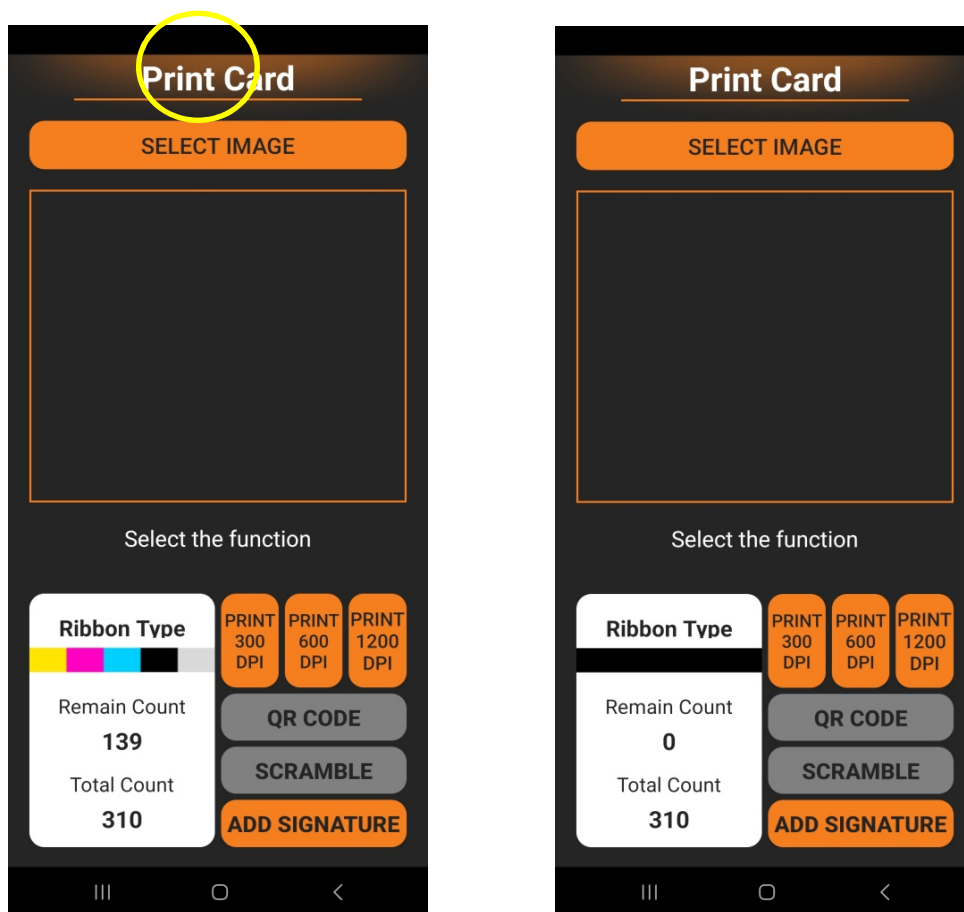 Print Card
SELECT IMAGE
Select the function
Ribbon Type
Remain Count
139
Total Count
310
PRINT
300
DPI
PRINT
600
DPI
PRINT
1200
DPI
QR CODE
SCRAMBLE
ADD SIGNATURE
Print Card
SELECT IMAGE
Select the function
Ribbon Type
Remain Count
0
Total Count
310
PRINT
300
DPI
PRINT
600
DPI
PRINT
1200
DPI
QR CODE
SCRAMBLE
ADD SIGNATURE